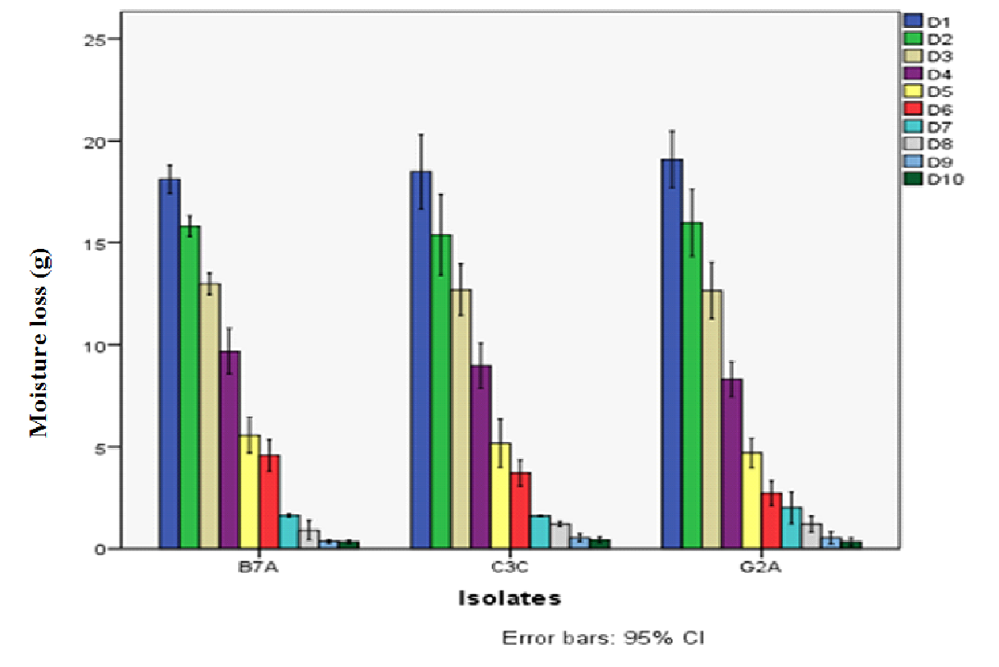 25
20
15
10
5
0
Moisture loss (g)
B7A
C3C
G2A
Isolates
Error bars: 95% CI
D1
D2
D3
D4
D5
D6
D7
D8
D9
D10